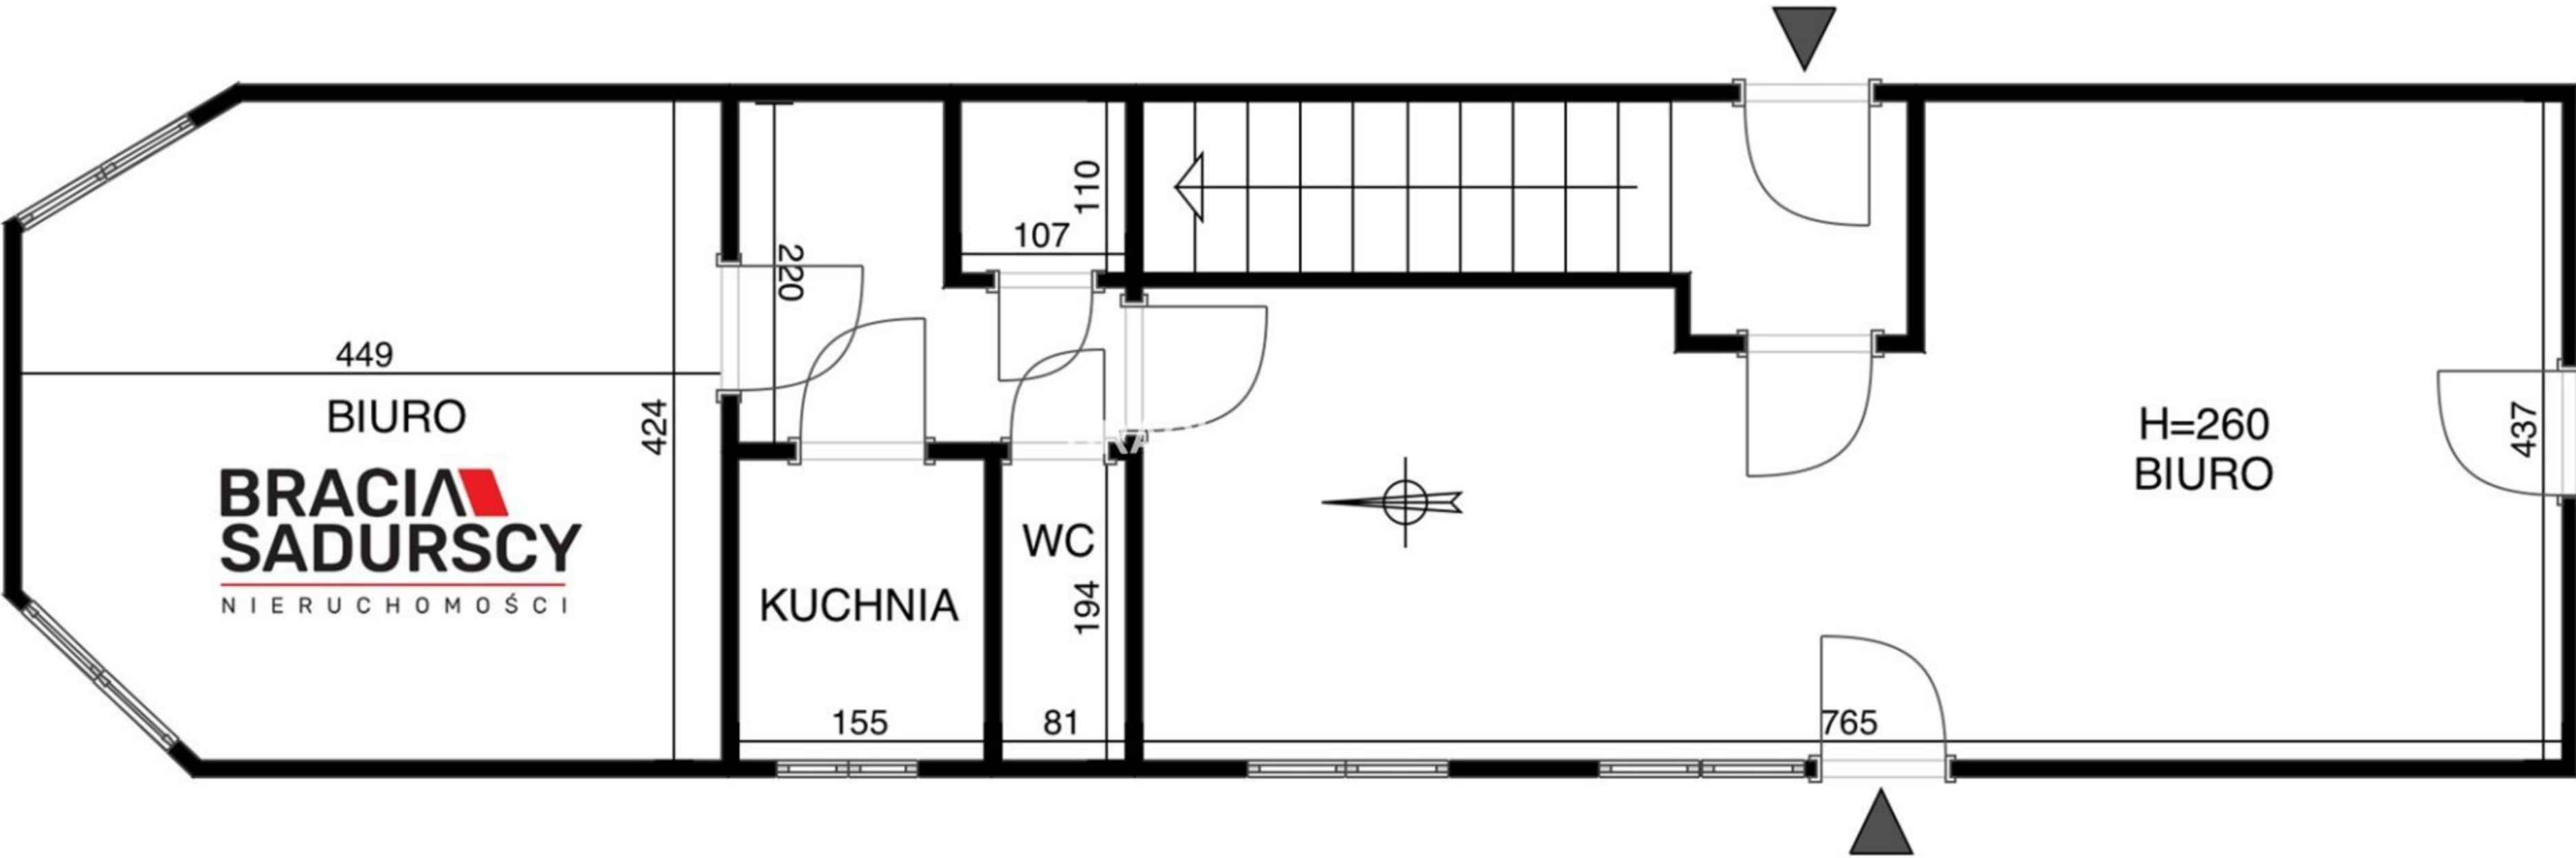 110
107
220
449
BIURO
424
BRACIA
SADURSCY
NIERUCHOMOŚCI
H=260
BIURO
437
WC
KUCHNIA
194
155
81
765